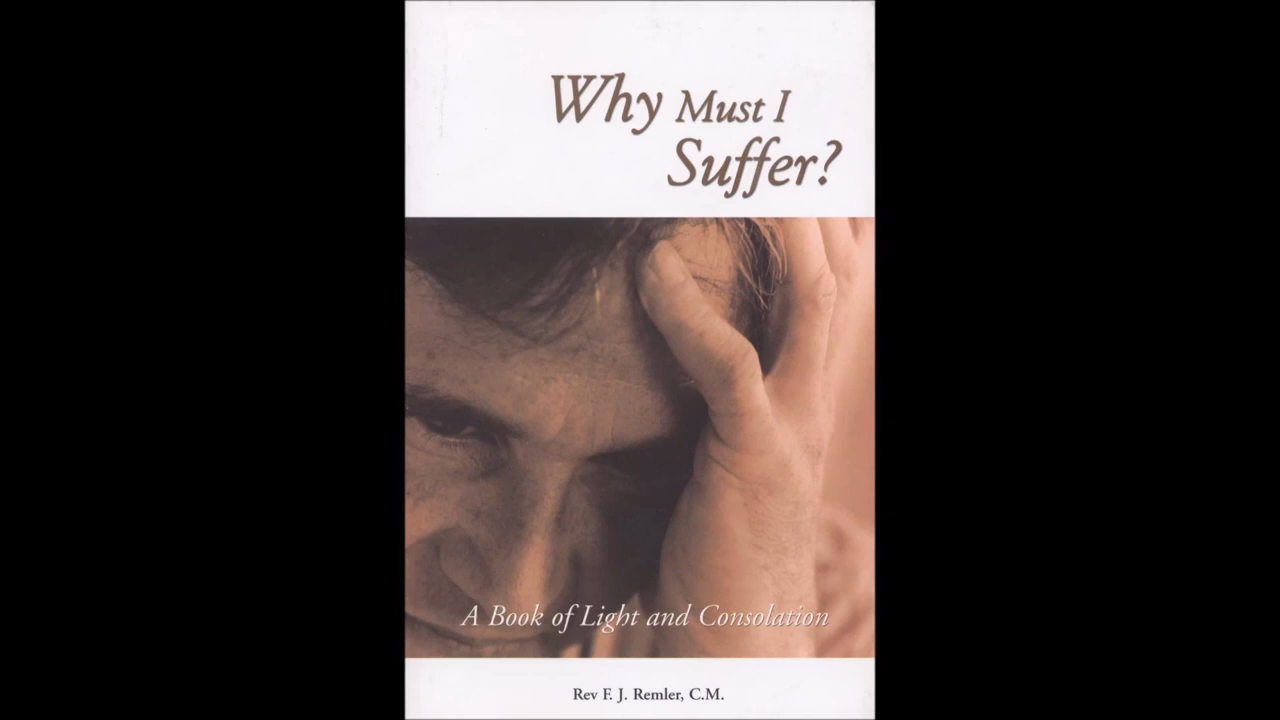 Why Must I
Suffer?
A Book of Light and Consolation
Rev F. J. Remler, C.M.